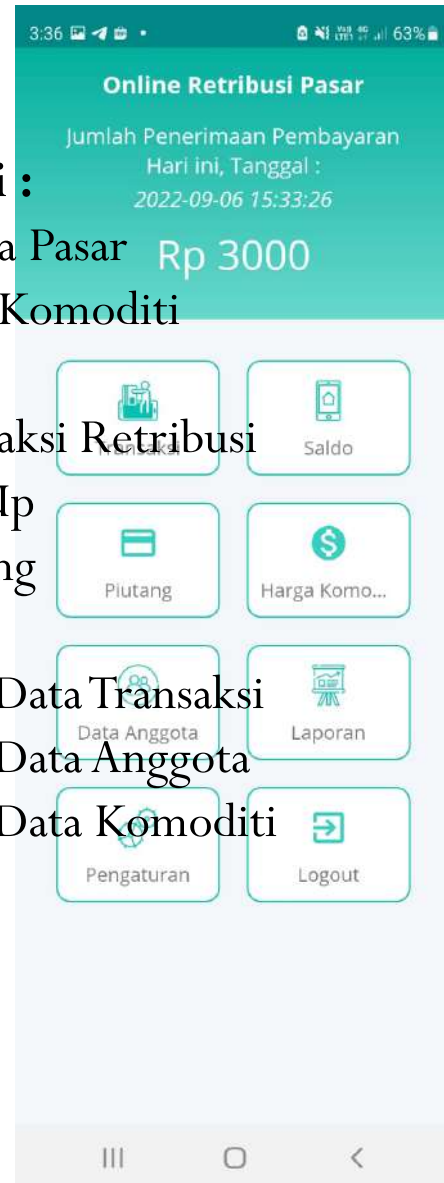 3:36 63%
Online Retribusi Pasar
Jumlah Penerimaan Pembayaran
Hari ini, Tanggal :
i :
2022-09-06 15:33:26
a Pasar
Rp 3000
Komoditi
Transaksi
Saldo
aksi Retribusi
Up
ng
Piutang
Harga Komo...
Data Transaksi
Data Anggota
Laporan
Data Anggota
Data Komoditi
Pengaturan
Logout